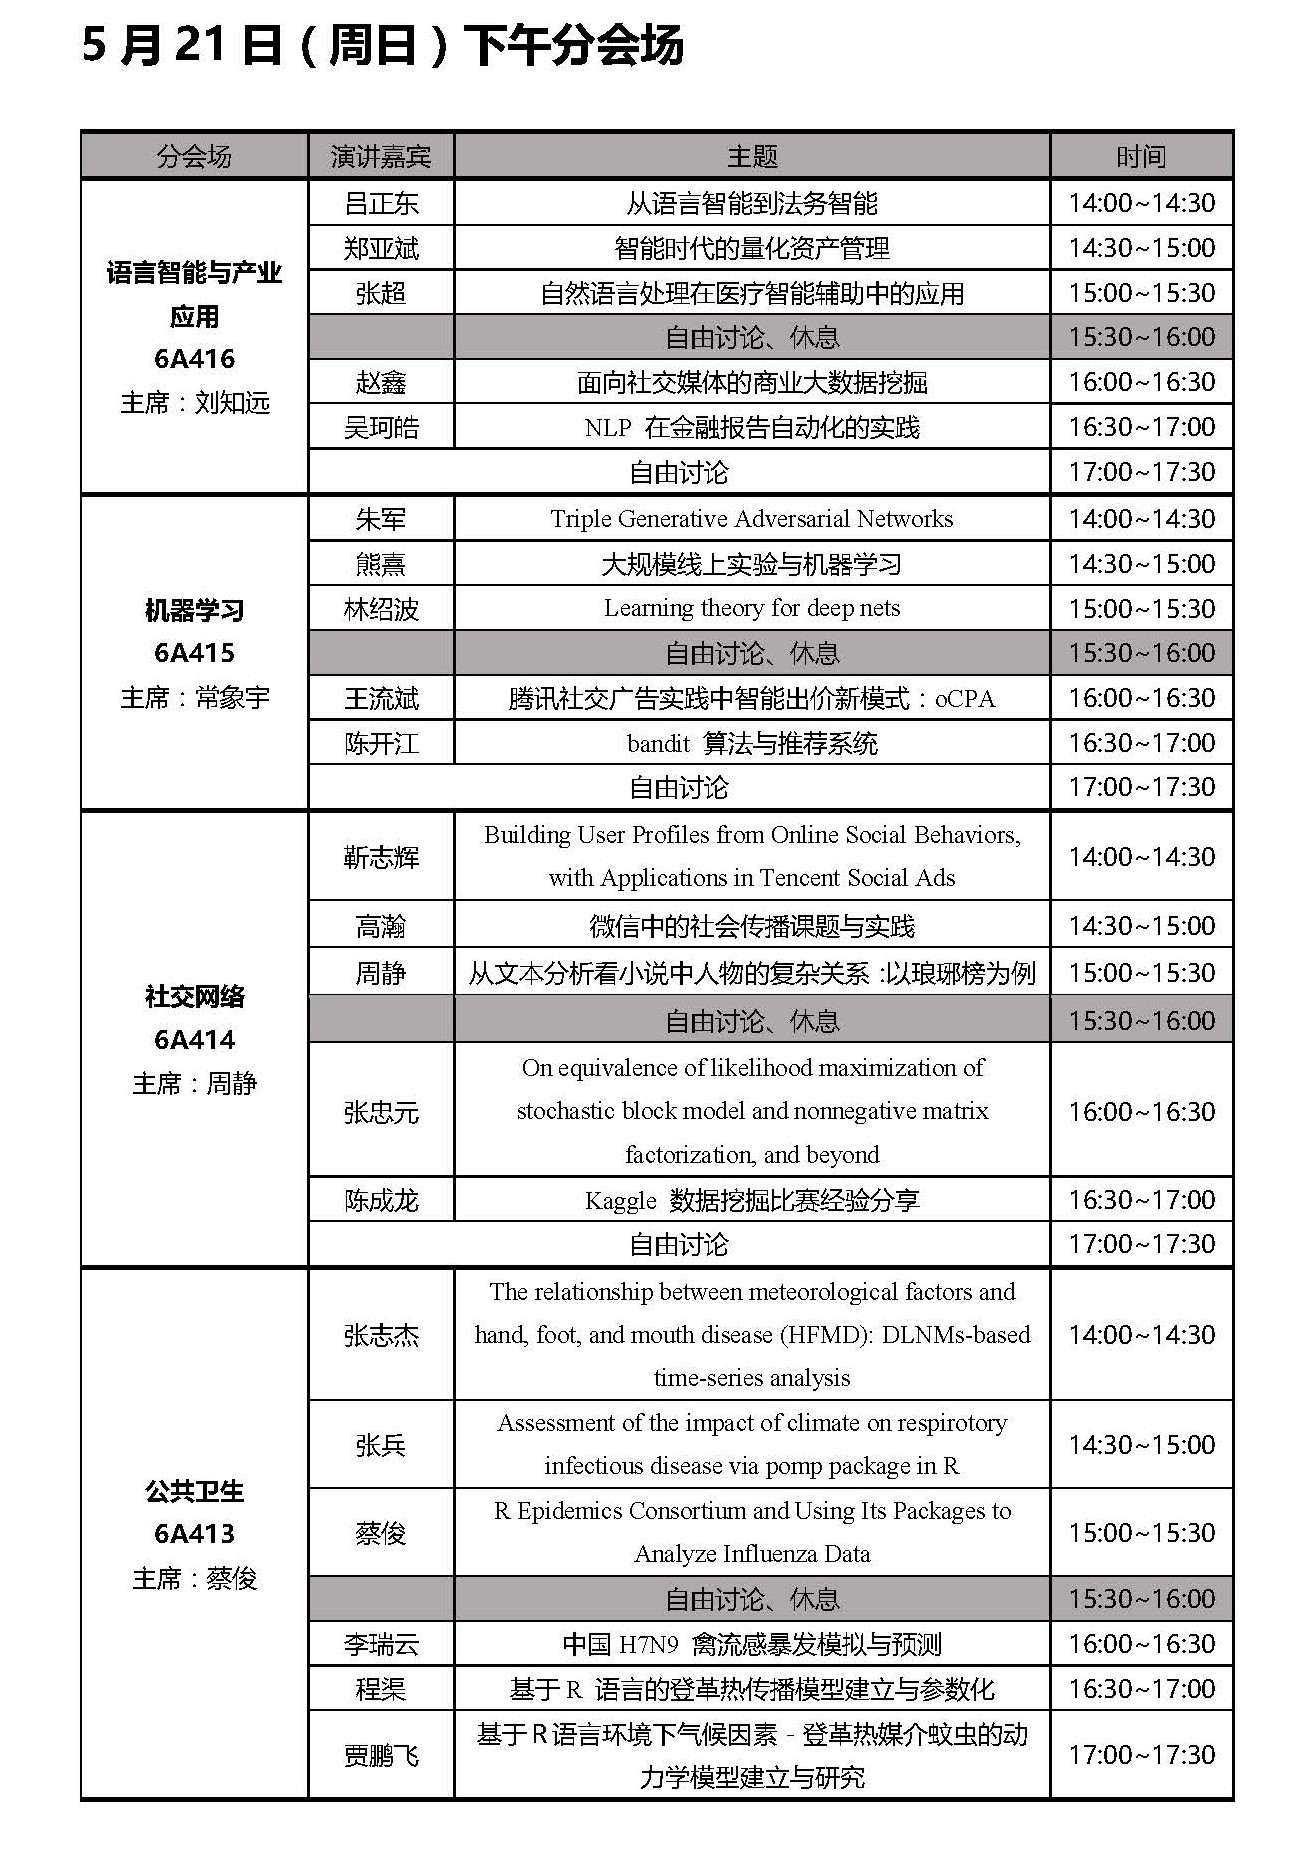 5 月 21 日（周日）下午分会场
分会场 演讲嘉宾 主题 时间
语言智能与产业
应用
6A416
主席：刘知远
吕正东 从语言智能到法务智能 14:00~14:30
郑亚斌 智能时代的量化资产管理 14:30~15:00
张超 自然语言处理在医疗智能辅助中的应用 15:00~15:30
自由讨论、休息 15:30~16:00
赵鑫 面向社交媒体的商业大数据挖掘 16:00~16:30
吴珂皓 NLP 在金融报告自动化的实践 16:30~17:00
自由讨论 17:00~17:30
机器学习
6A415
主席：常象宇
朱军 Triple Generative Adversarial Networks 14:00~14:30
熊熹 大规模线上实验与机器学习 14:30~15:00
林绍波 Learning theory for deep nets 15:00~15:30
自由讨论、休息 15:30~16:00
王流斌 腾讯社交广告实践中智能出价新模式：oCPA 16:00~16:30
陈开江 bandit 算法与推荐系统 16:30~17:00
自由讨论 17:00~17:30
社交网络
6A414
主席：周静
靳志辉 Building User Profiles from Online Social Behaviors,
with Applications in Tencent Social Ads 14:00~14:30
高瀚 微信中的社会传播课题与实践 14:30~15:00
周静 从文本分析看小说中人物的复杂关系：以琅琊榜为例 15:00~15:30
自由讨论、休息 15:30~16:00
张忠元 On equivalence of likelihood maximization of
stochastic block model and nonnegative matrix
factorization, and beyond 16:00~16:30
陈成龙 Kaggle 数据挖掘比赛经验分享 16:30~17:00
自由讨论 17:00~17:30
公共卫生
6A413
主席：蔡俊
张志杰 The relationship between meteorological factors and
hand, foot, and mouth disease (HFMD): DLNMs-based
time-series analysis 14:00~14:30
张兵 Assessment of the impact of climate on respirotory
infectious disease via pomp package in R 14:30~15:00
蔡俊 R Epidemics Consortium and Using Its Packages to
Analyze Influenza Data 15:00~15:30
自由讨论、休息 15:30~16:00
李瑞云 中国 H7N9 禽流感暴发模拟与预测 16:00~16:30
程渠 基于 R 语言的登革热传播模型建立与参数化 16:30~17:00
贾鹏飞 基于 R 语言环境下气候因素 - 登革热媒介蚊虫的动
力学模型建立与研究 17:00~17:30